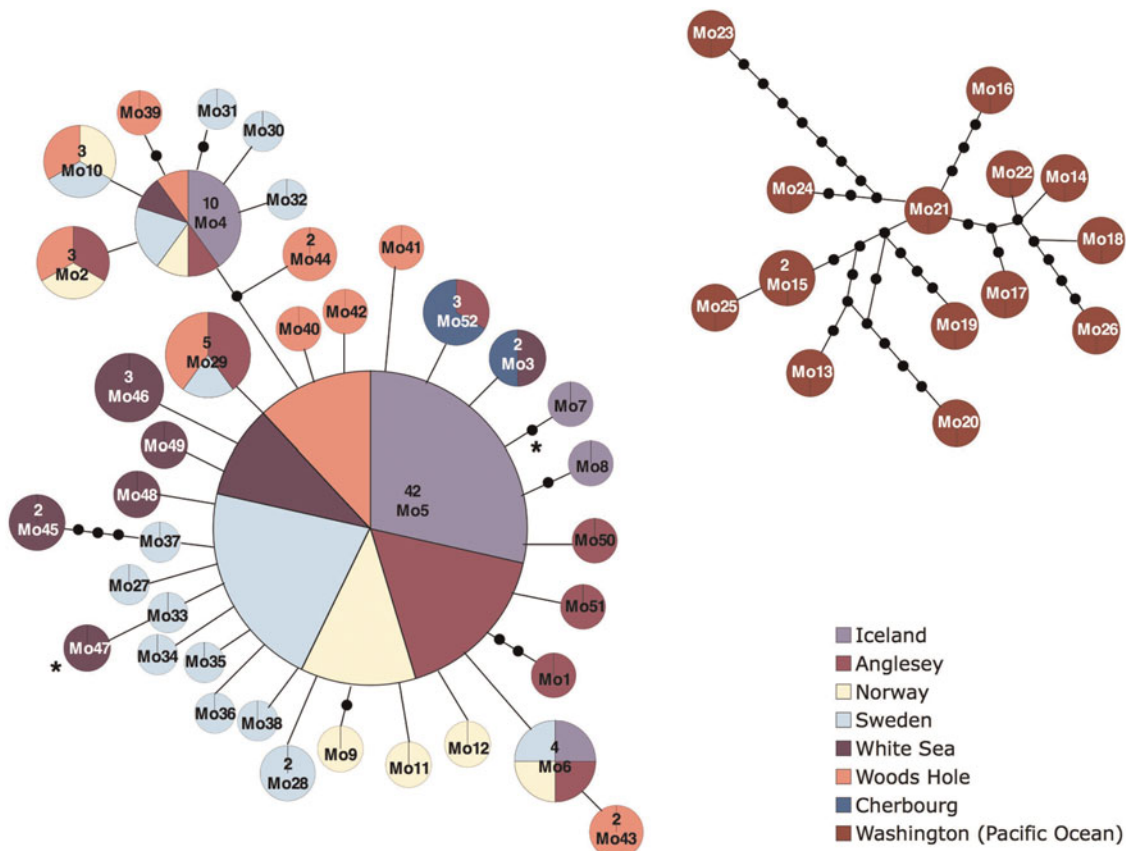 Mo23
Mo16
Mo39
Mo31
Mo30
3
Mo10
Mo24
Mo22
Mo14
Mo32
10
Mo4
Mo21
Mo18
3
Mo2
2
Mo44
Mo41
2
Mo15
Mo17
Mo25
Mo19
Mo26
Mo40
Mo42
3
Mo52
2
Mo3
Mo13
5
Mo29
3
Mo46
Mo7
*
Mo20
Mo49
Mo8
Mo48
42
Mo5
2
Mo45
Mo37
Mo50
Mo27
Mo51
Mo33
Mo47
*
Mo34
Mo35
Mo1
Mo36
Mo38
Mo9
Mo11
Mo12
2
Mo28
4
Mo6
2
Mo43
Iceland
Anglesey
Norway
Sweden
White Sea
Woods Hole
Cherbourg
Washington (Pacific Ocean)